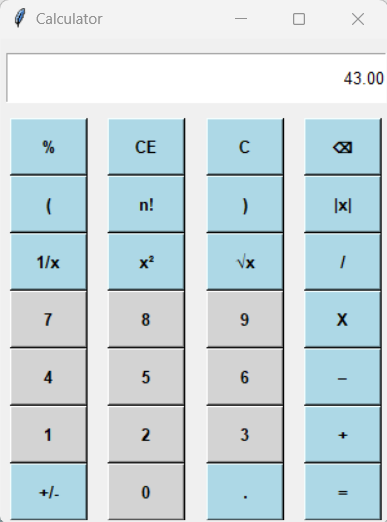 Calculator
43.00
% CE C ⌫
( n! ) |x|
1/x x² √x /
7 8 9 X
4 5 6 –
1 2 3 +
+/- 0 . =